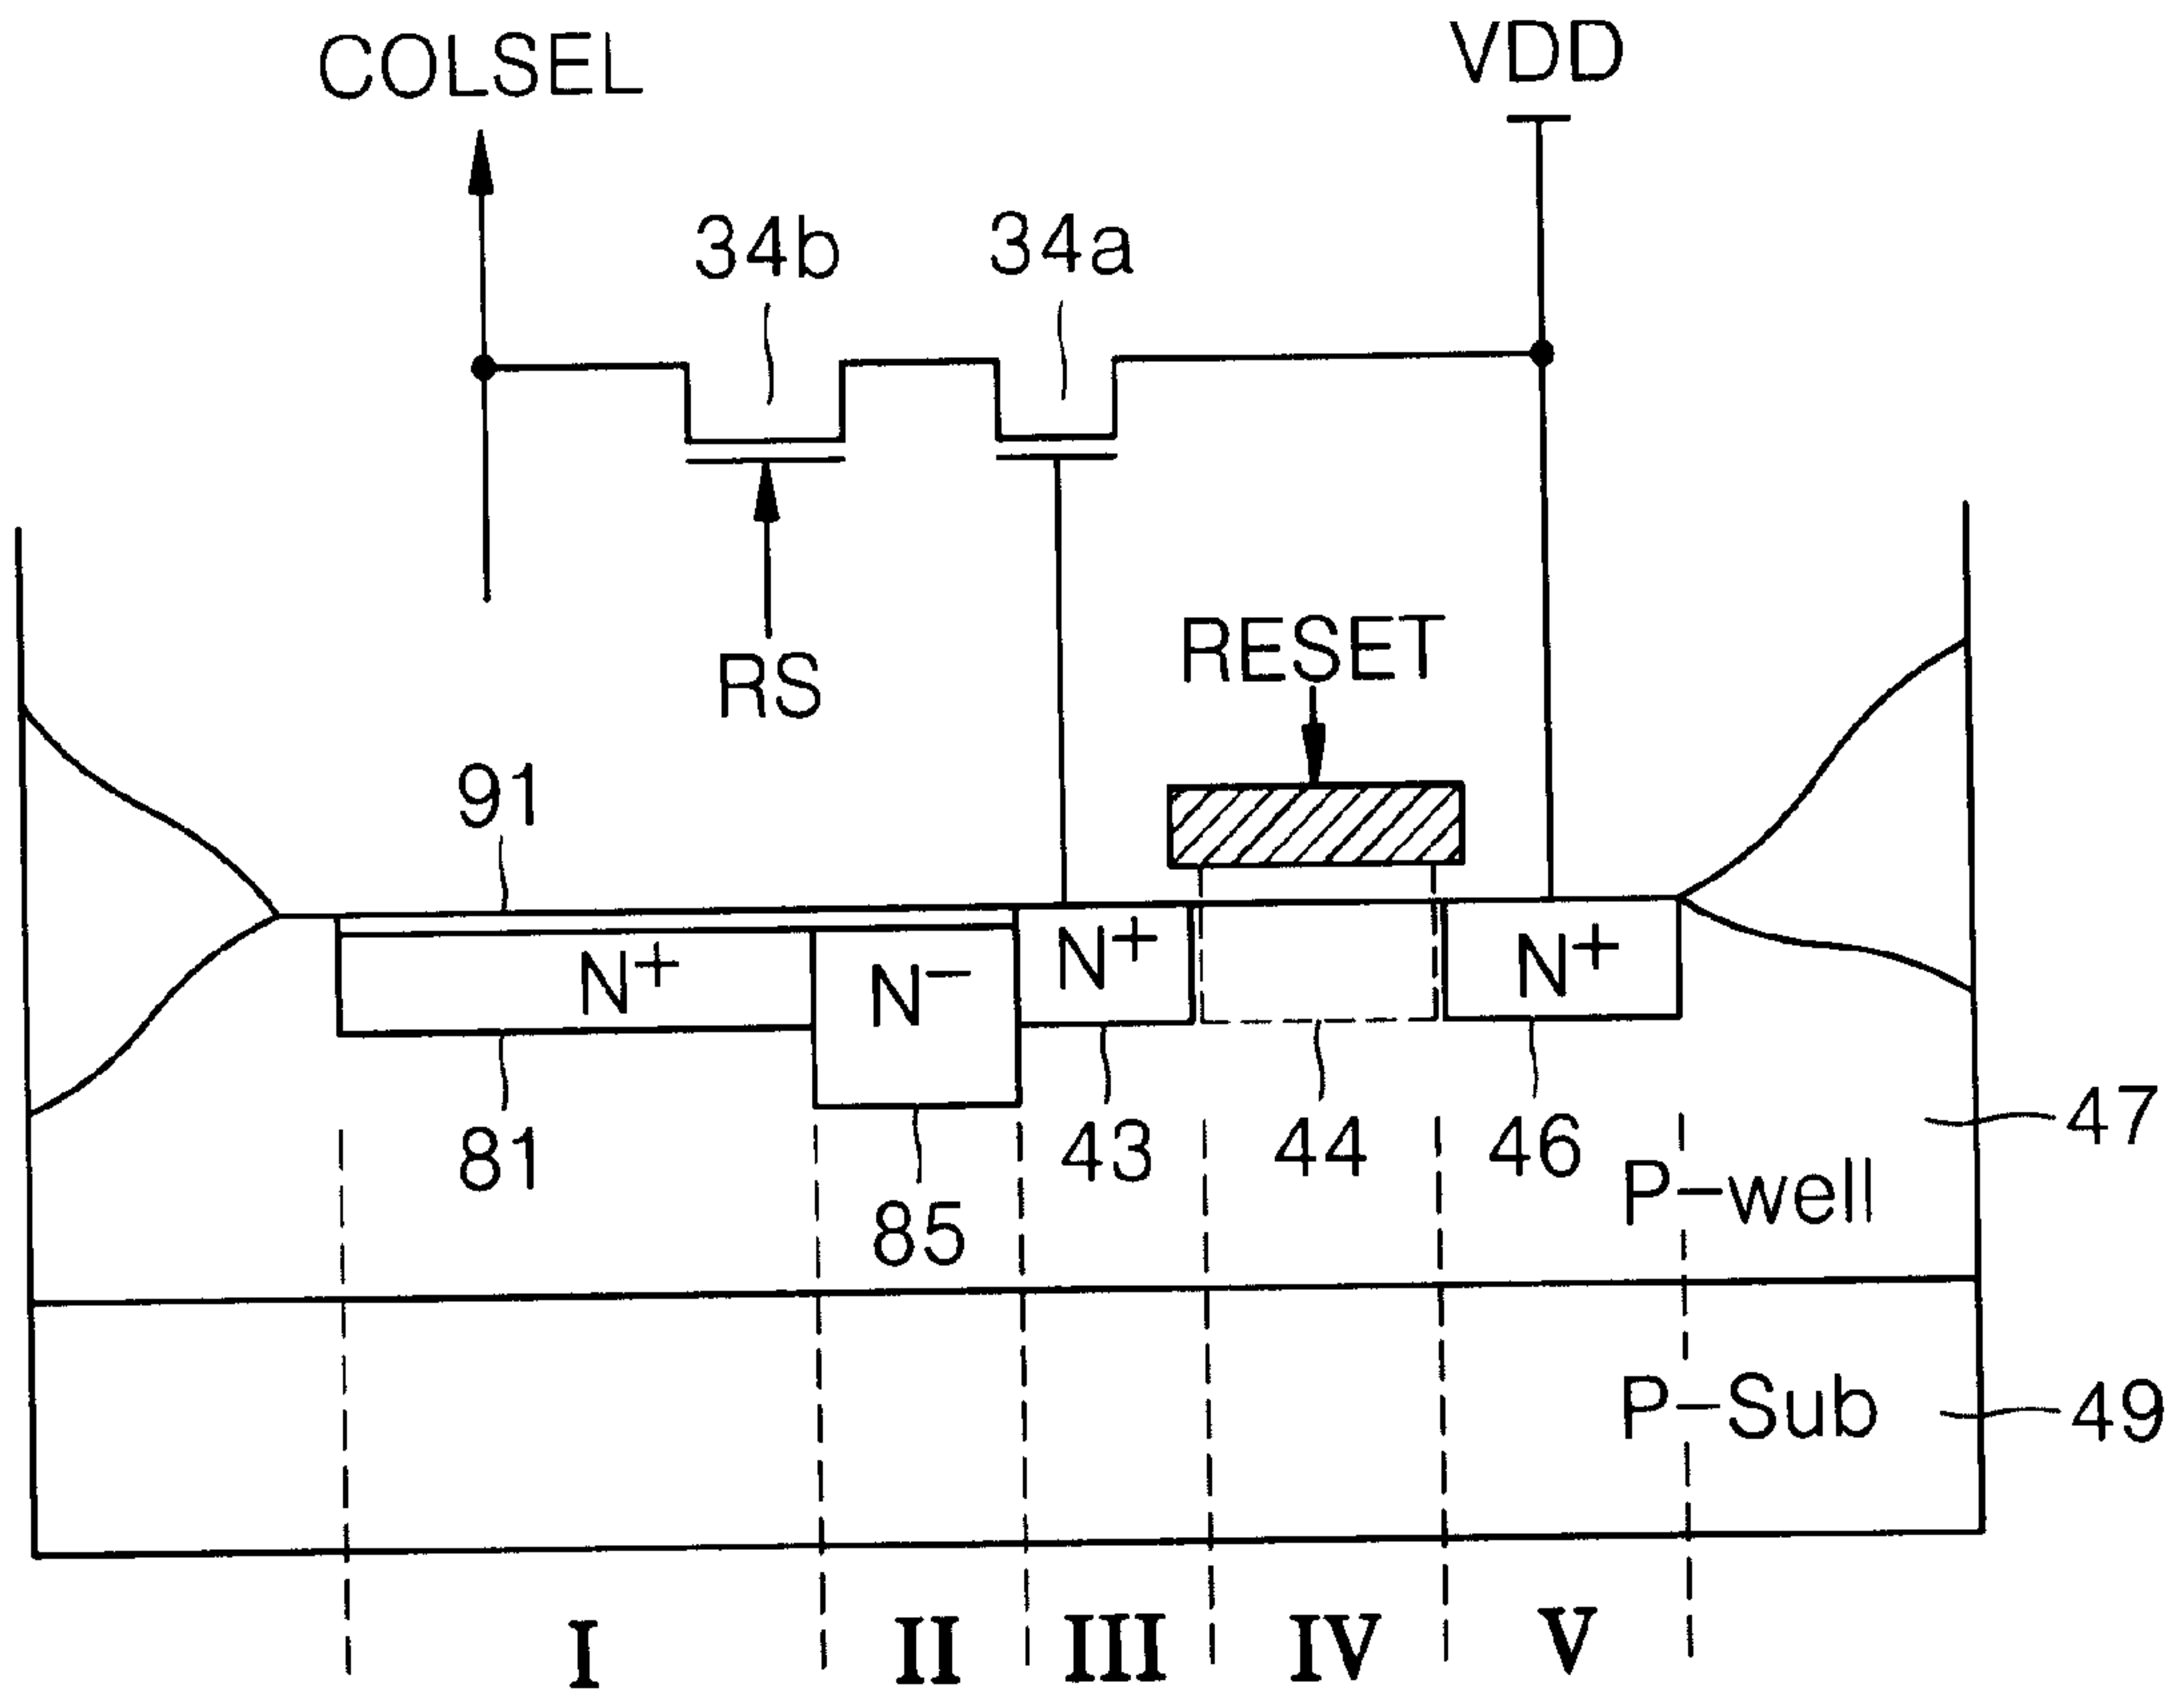 COLSEL
VDD
34b
34a
RS
RESET
91
N+
N−
N+
N+
81
85
43
44
46
47
P−well
P−Sub
49
I
II
III
IV
V